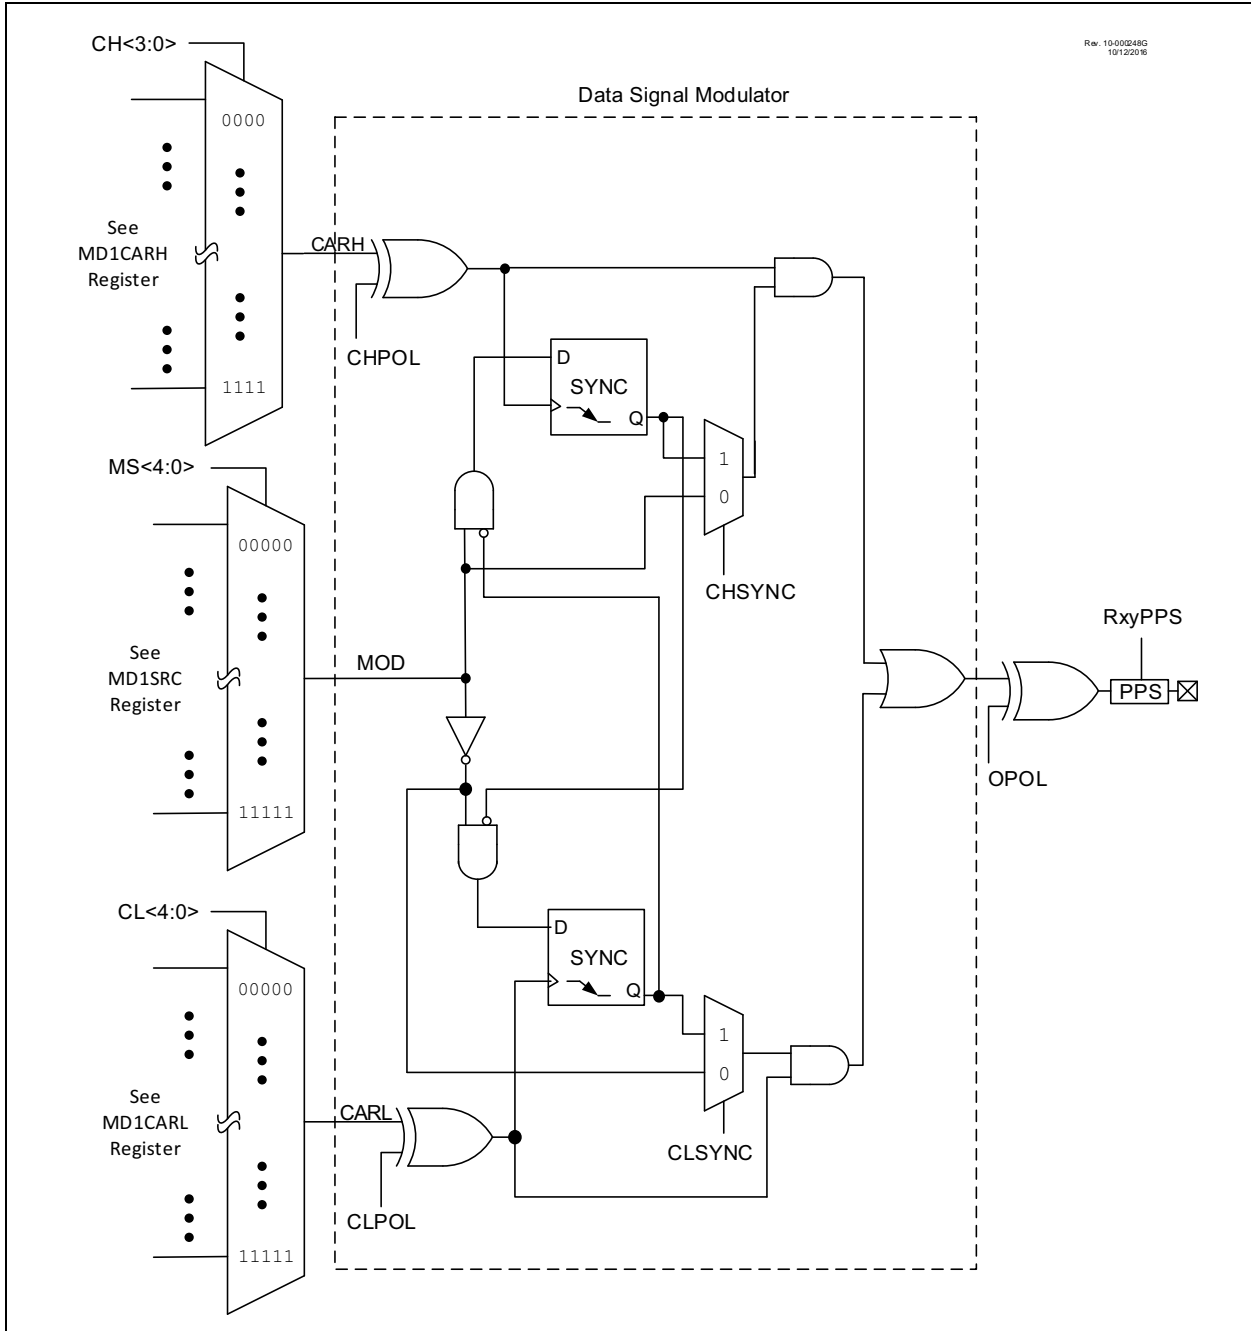 Rev. 10-000248G
10/12/2016
CH<3:0>
Data Signal Modulator
0000
See
MD1CARH
Register
CARH
CHPOL
1111
D
SYNC
Q
1
0
CHSYNC
MS<4:0>
00000
See
MD1SRC
Register
MOD
11111
RxyPPS
PPS
OPOL
CL<4:0>
00000
D
SYNC
Q
1
0
CLSYNC
See
MD1CARL
Register
CARL
CLPOL
11111